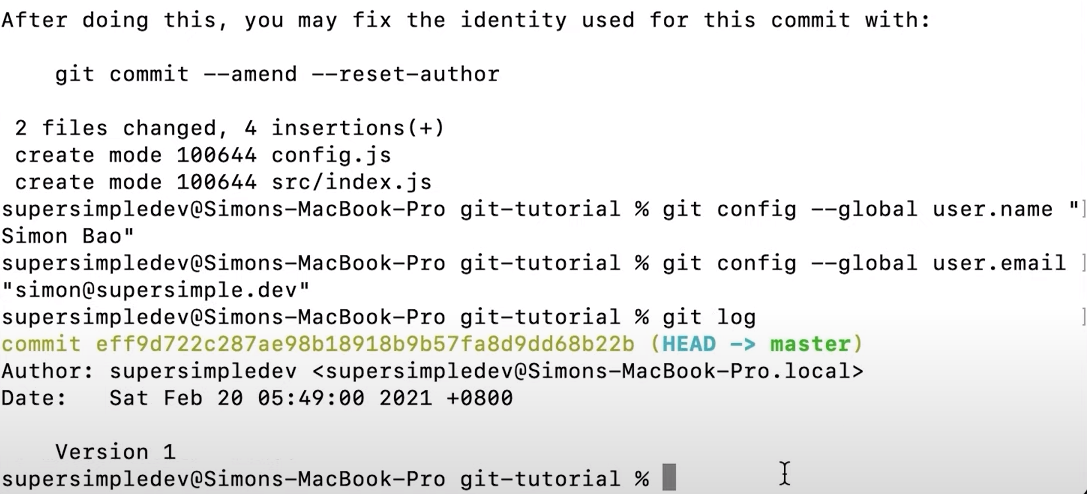 After doing this, you may fix the identity used for this commit with:
    git commit --amend --reset-author
 2 files changed, 4 insertions(+)
 create mode 100644 config.js
 create mode 100644 src/index.js
supersimpledev@Simons-MacBook-Pro git-tutorial % git config --global user.name "]
Simon Bao"
supersimpledev@Simons-MacBook-Pro git-tutorial % git config --global user.email ]
"simon@supersimple.dev"
supersimpledev@Simons-MacBook-Pro git-tutorial % git log ]
commit eff9d722c287ae98b18918b9b57fa8d9dd68b22b (HEAD -> master)
Author: supersimpledev <supersimpledev@Simons-MacBook-Pro.local>
Date:   Sat Feb 20 05:49:00 2021 +0800
    Version 1
supersimpledev@Simons-MacBook-Pro git-tutorial %